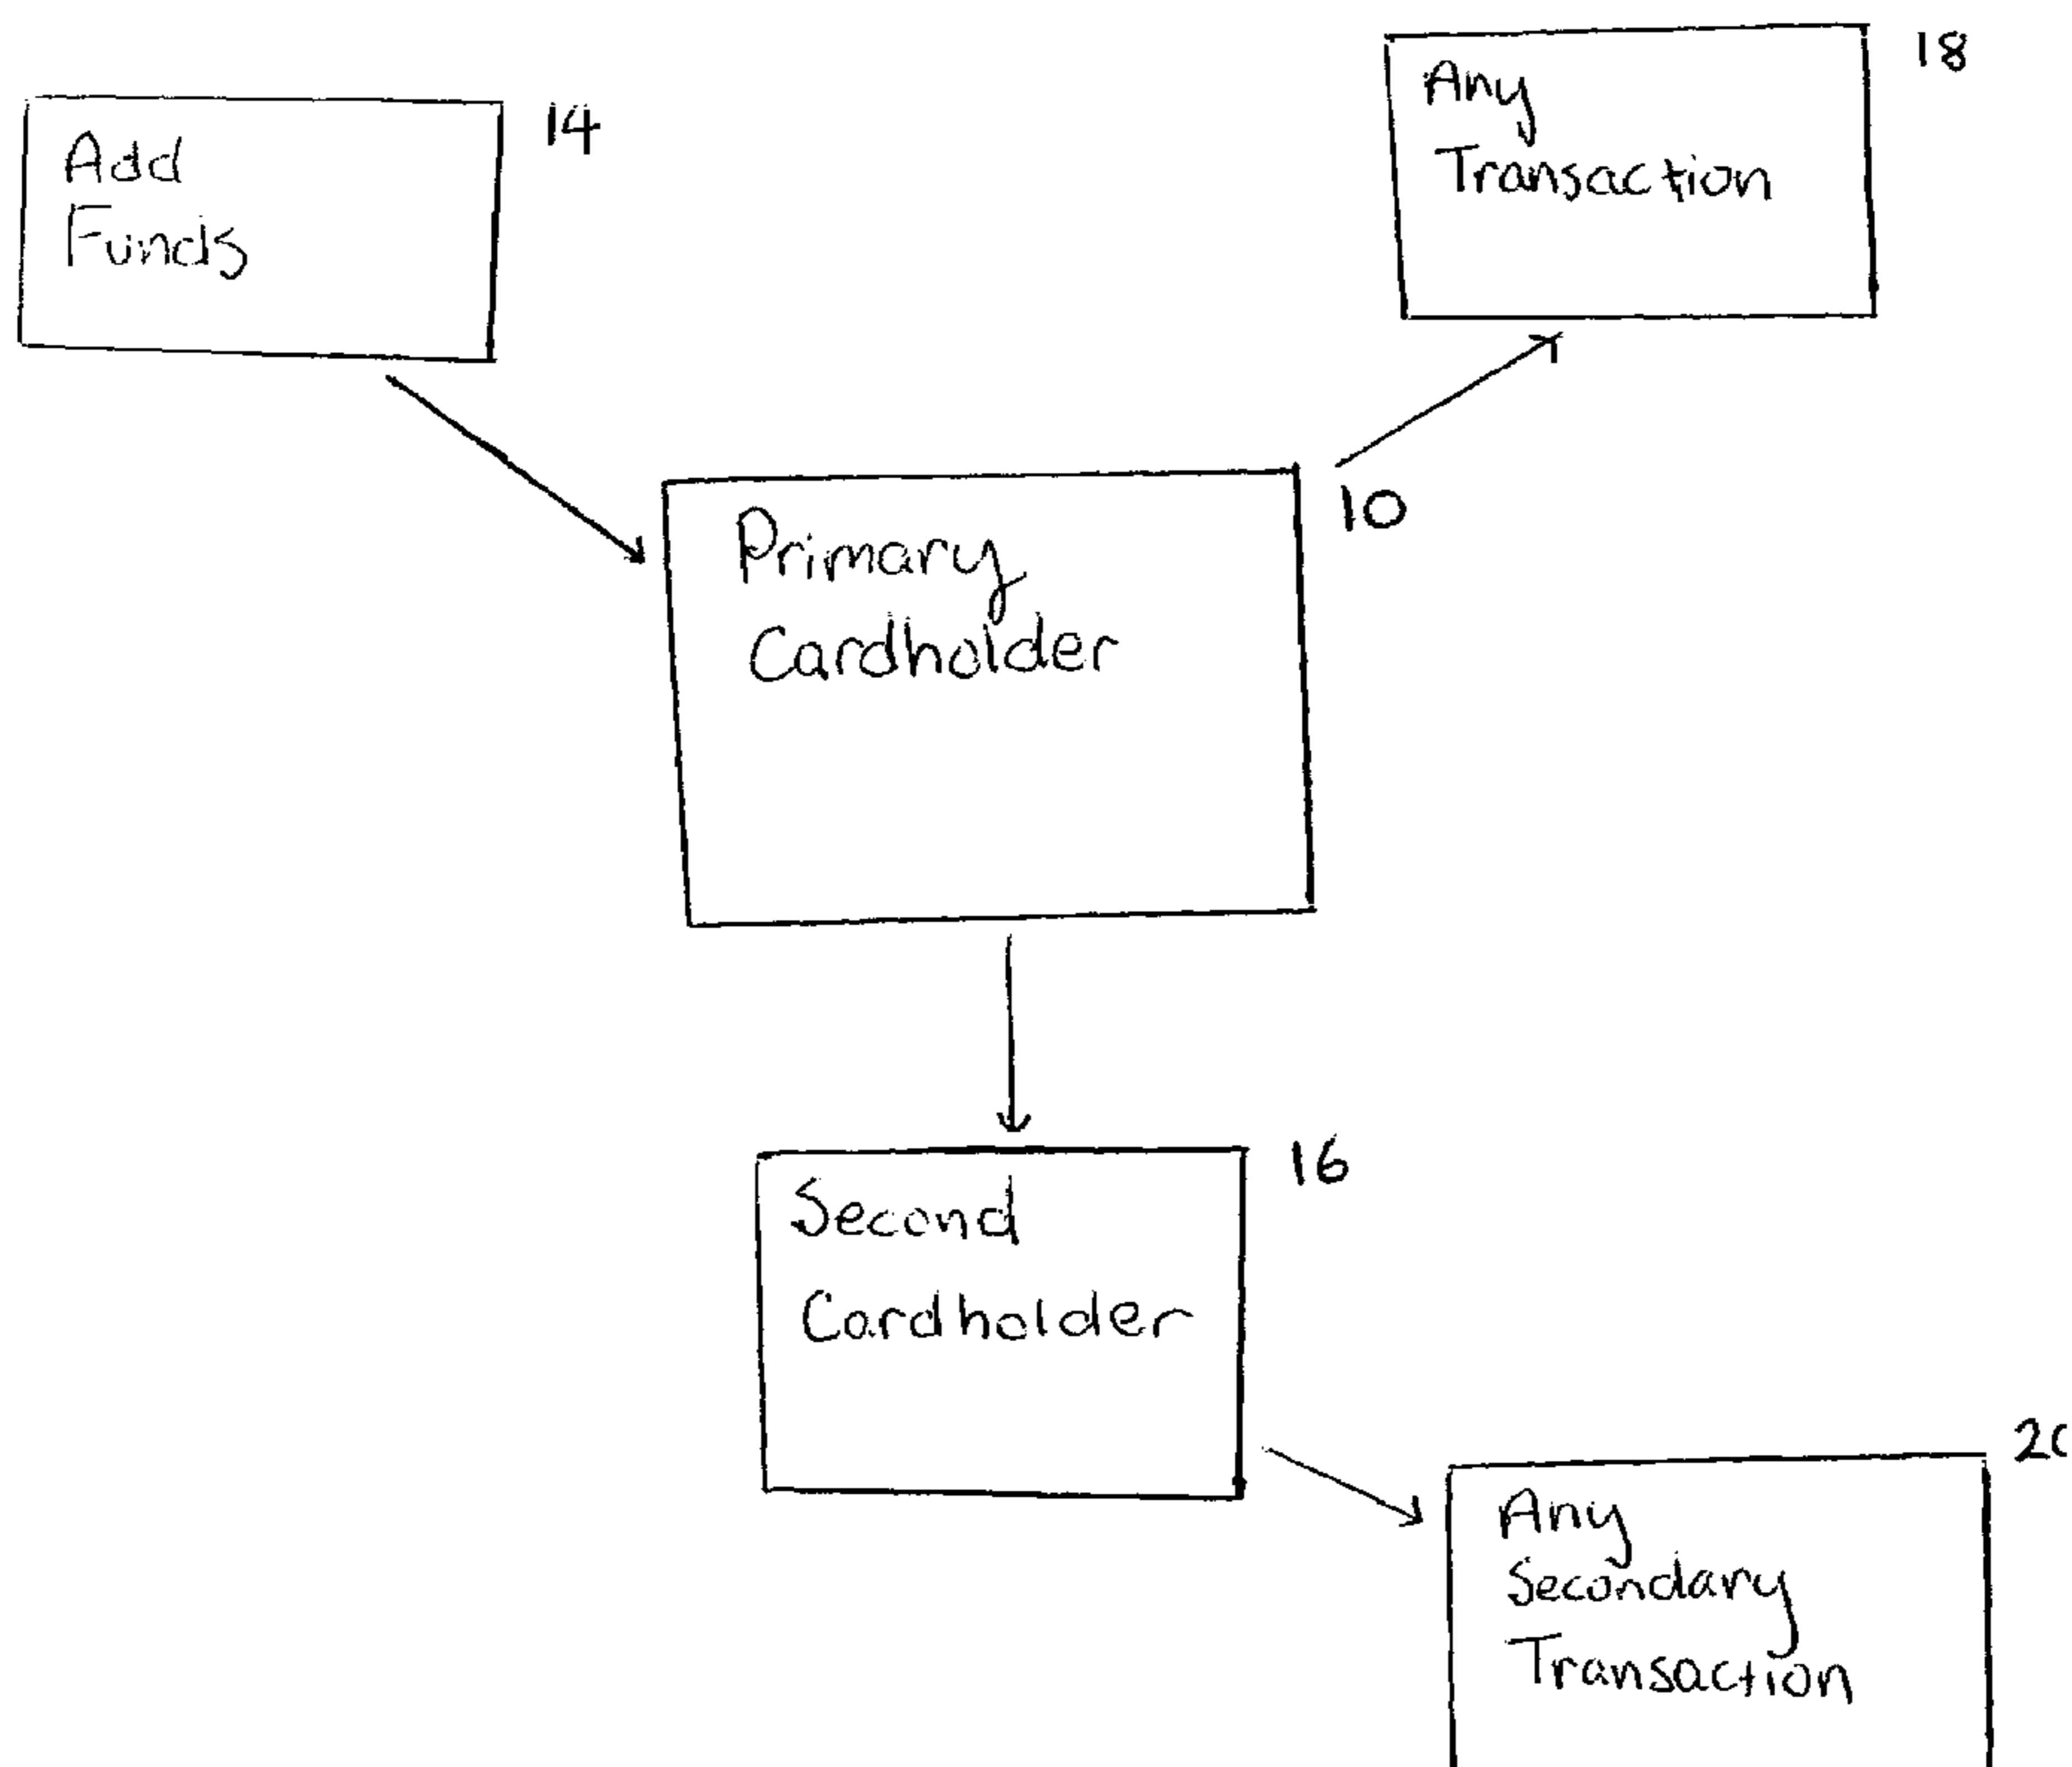 18
Any
Transaction
14
Add
Funds
10
Primary
Cardholder
16
Second
Cardholder
Any
Secondary
Transaction